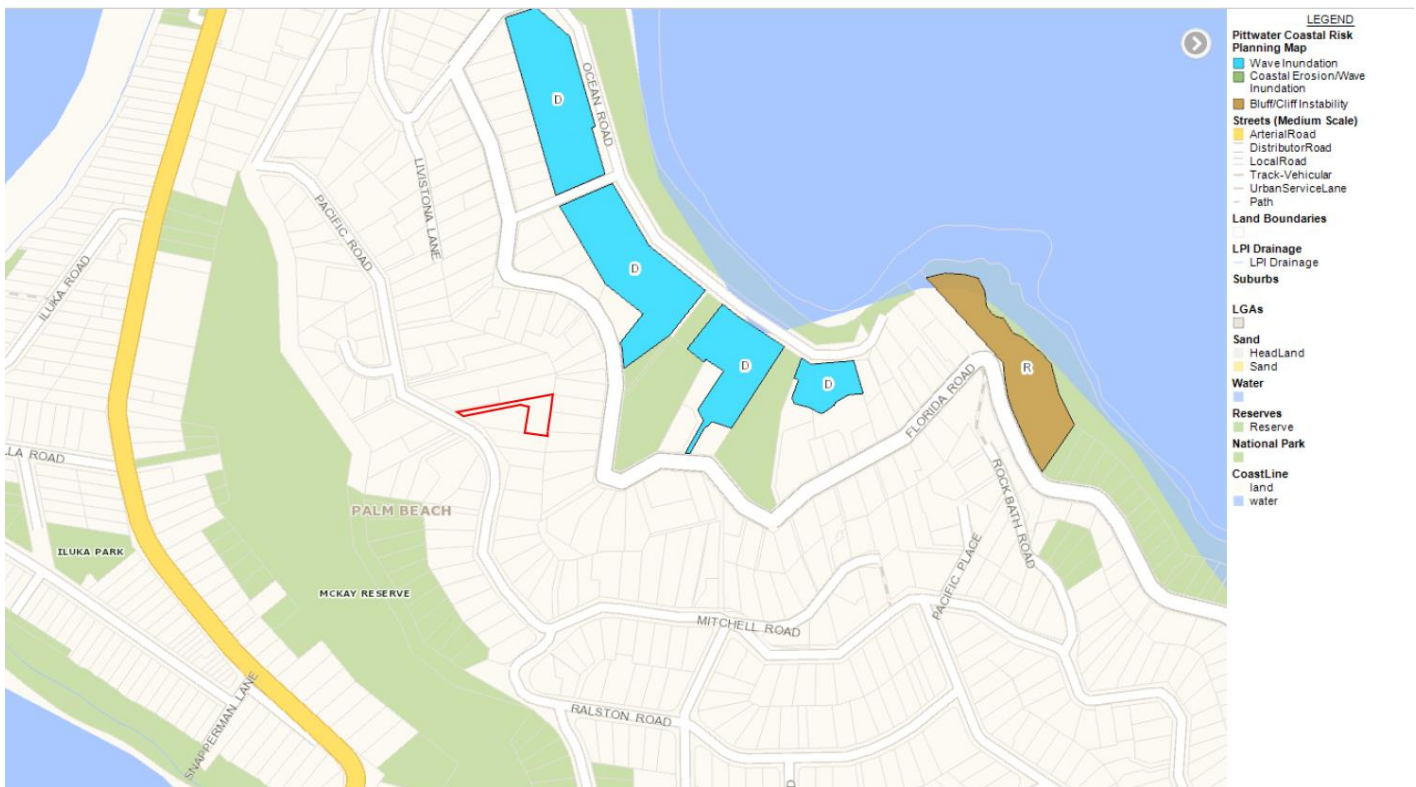 OCEAN ROAD
D
LIVISTONA LANE
PACIFIC ROAD
ILUKA ROAD
D
D
D
R
FLORIDA ROAD
LLA ROAD
ROCK BATH ROAD
PALM BEACH
ILUKA PARK
PACIFIC PLACE
MCKAY RESERVE
MITCHELL ROAD
SNAPPERMAN LANE
RALSTON ROAD
D
LEGEND
Pittwater Coastal Risk
Planning Map
Wave Inundation
Coastal Erosion/Wave
Inundation
Bluff/Cliff Instability
Streets (Medium Scale)
ArterialRoad
DistributorRoad
LocalRoad
Track-Vehicular
UrbanServiceLane
Path
Land Boundaries
LPI Drainage
LPI Drainage
Suburbs
LGAs
Sand
HeadLand
Sand
Water
Reserves
Reserve
National Park
CoastLine
land
water